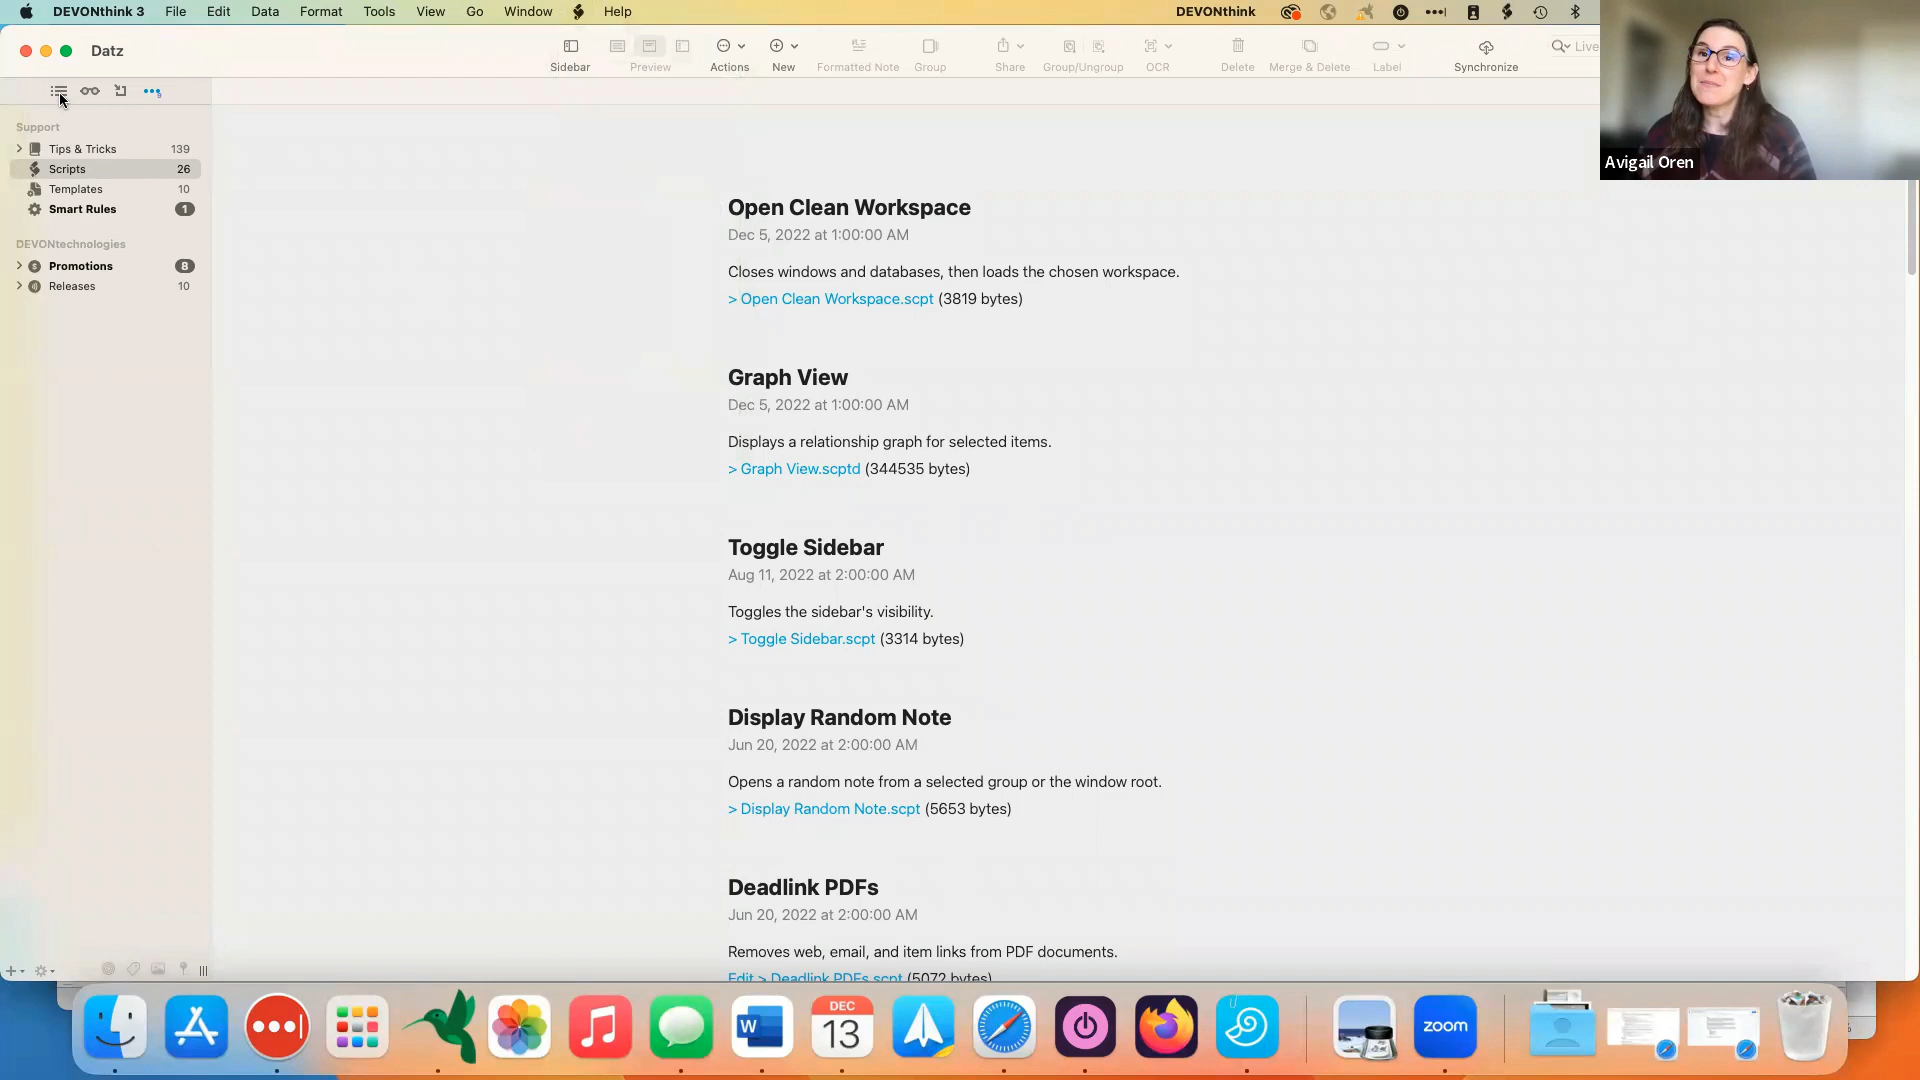 DEVONthink 3 File Edit Data Format Tools View Go Window Help DEVONthink
Datz
Sidebar Preview Actions New Formatted Note Group Share Group/Ungroup OCR Delete Merge & Delete Label Synchronize Live
Avigail Oren
Support
Tips & Tricks 139
Scripts 26
Templates 10
Smart Rules 1
DEVONtechnologies
Promotions 8
Releases 10
Open Clean Workspace
Dec 5, 2022 at 1:00:00 AM
Closes windows and databases, then loads the chosen workspace.
> Open Clean Workspace.scpt (3819 bytes)
Graph View
Dec 5, 2022 at 1:00:00 AM
Displays a relationship graph for selected items.
> Graph View.scptd (344535 bytes)
Toggle Sidebar
Aug 11, 2022 at 2:00:00 AM
Toggles the sidebar's visibility.
> Toggle Sidebar.scpt (3314 bytes)
Display Random Note
Jun 20, 2022 at 2:00:00 AM
Opens a random note from a selected group or the window root.
> Display Random Note.scpt (5653 bytes)
Deadlink PDFs
Jun 20, 2022 at 2:00:00 AM
Removes web, email, and item links from PDF documents.
Edit > Deadlink PDFs.scpt (5072 bytes)
W
DEC
13
zoom